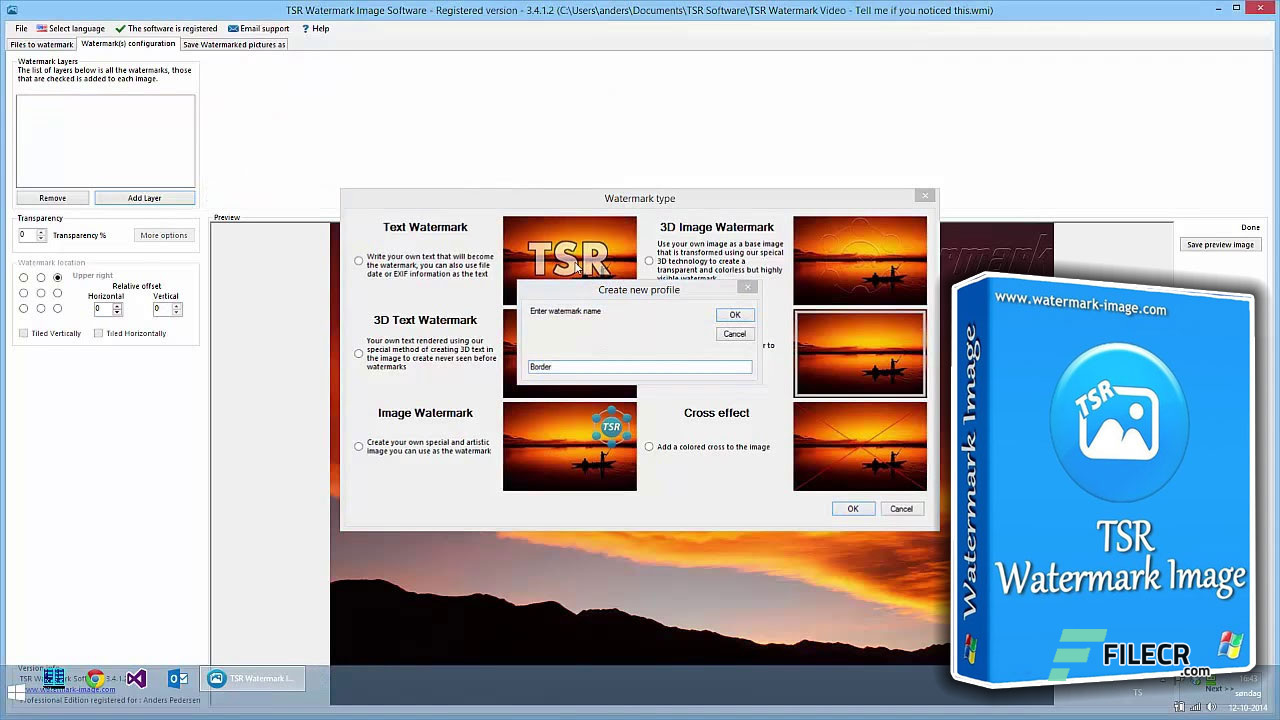 TSR Watermark Image Software - Registered version - 3.4.1.2 (C:\Users\anders\Documents\TSR Software\TSR Watermark Video - Tell me if you noticed this.wmi)
File Select language The software is registered Email support ? Help
Files to watermark Watermark(s) configuration Save Watermarked pictures as
Watermark Layers
The list of layers below is all the watermarks, those
that are checked is added to each image.
Remove Add Layer
Transparency
0 Transparency % More options
Watermark location
Upper right
Relative offset
Horizontal Vertical
0 0
Tiled Vertically Tiled Horizontally
Preview
Done
Save preview image
Watermark type
Text Watermark
Write your own text that will become
the watermark, you can also use file
date or EXIF information as the text
TSR
3D Image Watermark
Use your own image as a base image
that is transformed using our speical
3D technology to create a
transparent and colorless but highly
visible watermark
Create new profile
Enter watermark name
OK
Cancel
Border
3D Text Watermark
Your own text rendered using our
special method of creating 3D text in
the image to create never seen before
watermarks
r to
Image Watermark
Create your own special and artistic
image you can use as the watermark
TSR
Cross effect
Add a colored cross to the image
OK Cancel
www.watermark-image.com
Watermark Image
TSR
TSR
Watermark Image
FILECR
.com
Version info
TSR Watermark Soft 3.4.1.2
www.watermark-image.com
Professional Edition registered for : Anders Pedersen
TSR Watermark I...
TS
16:43
Next >>
søndag
12-10-2014